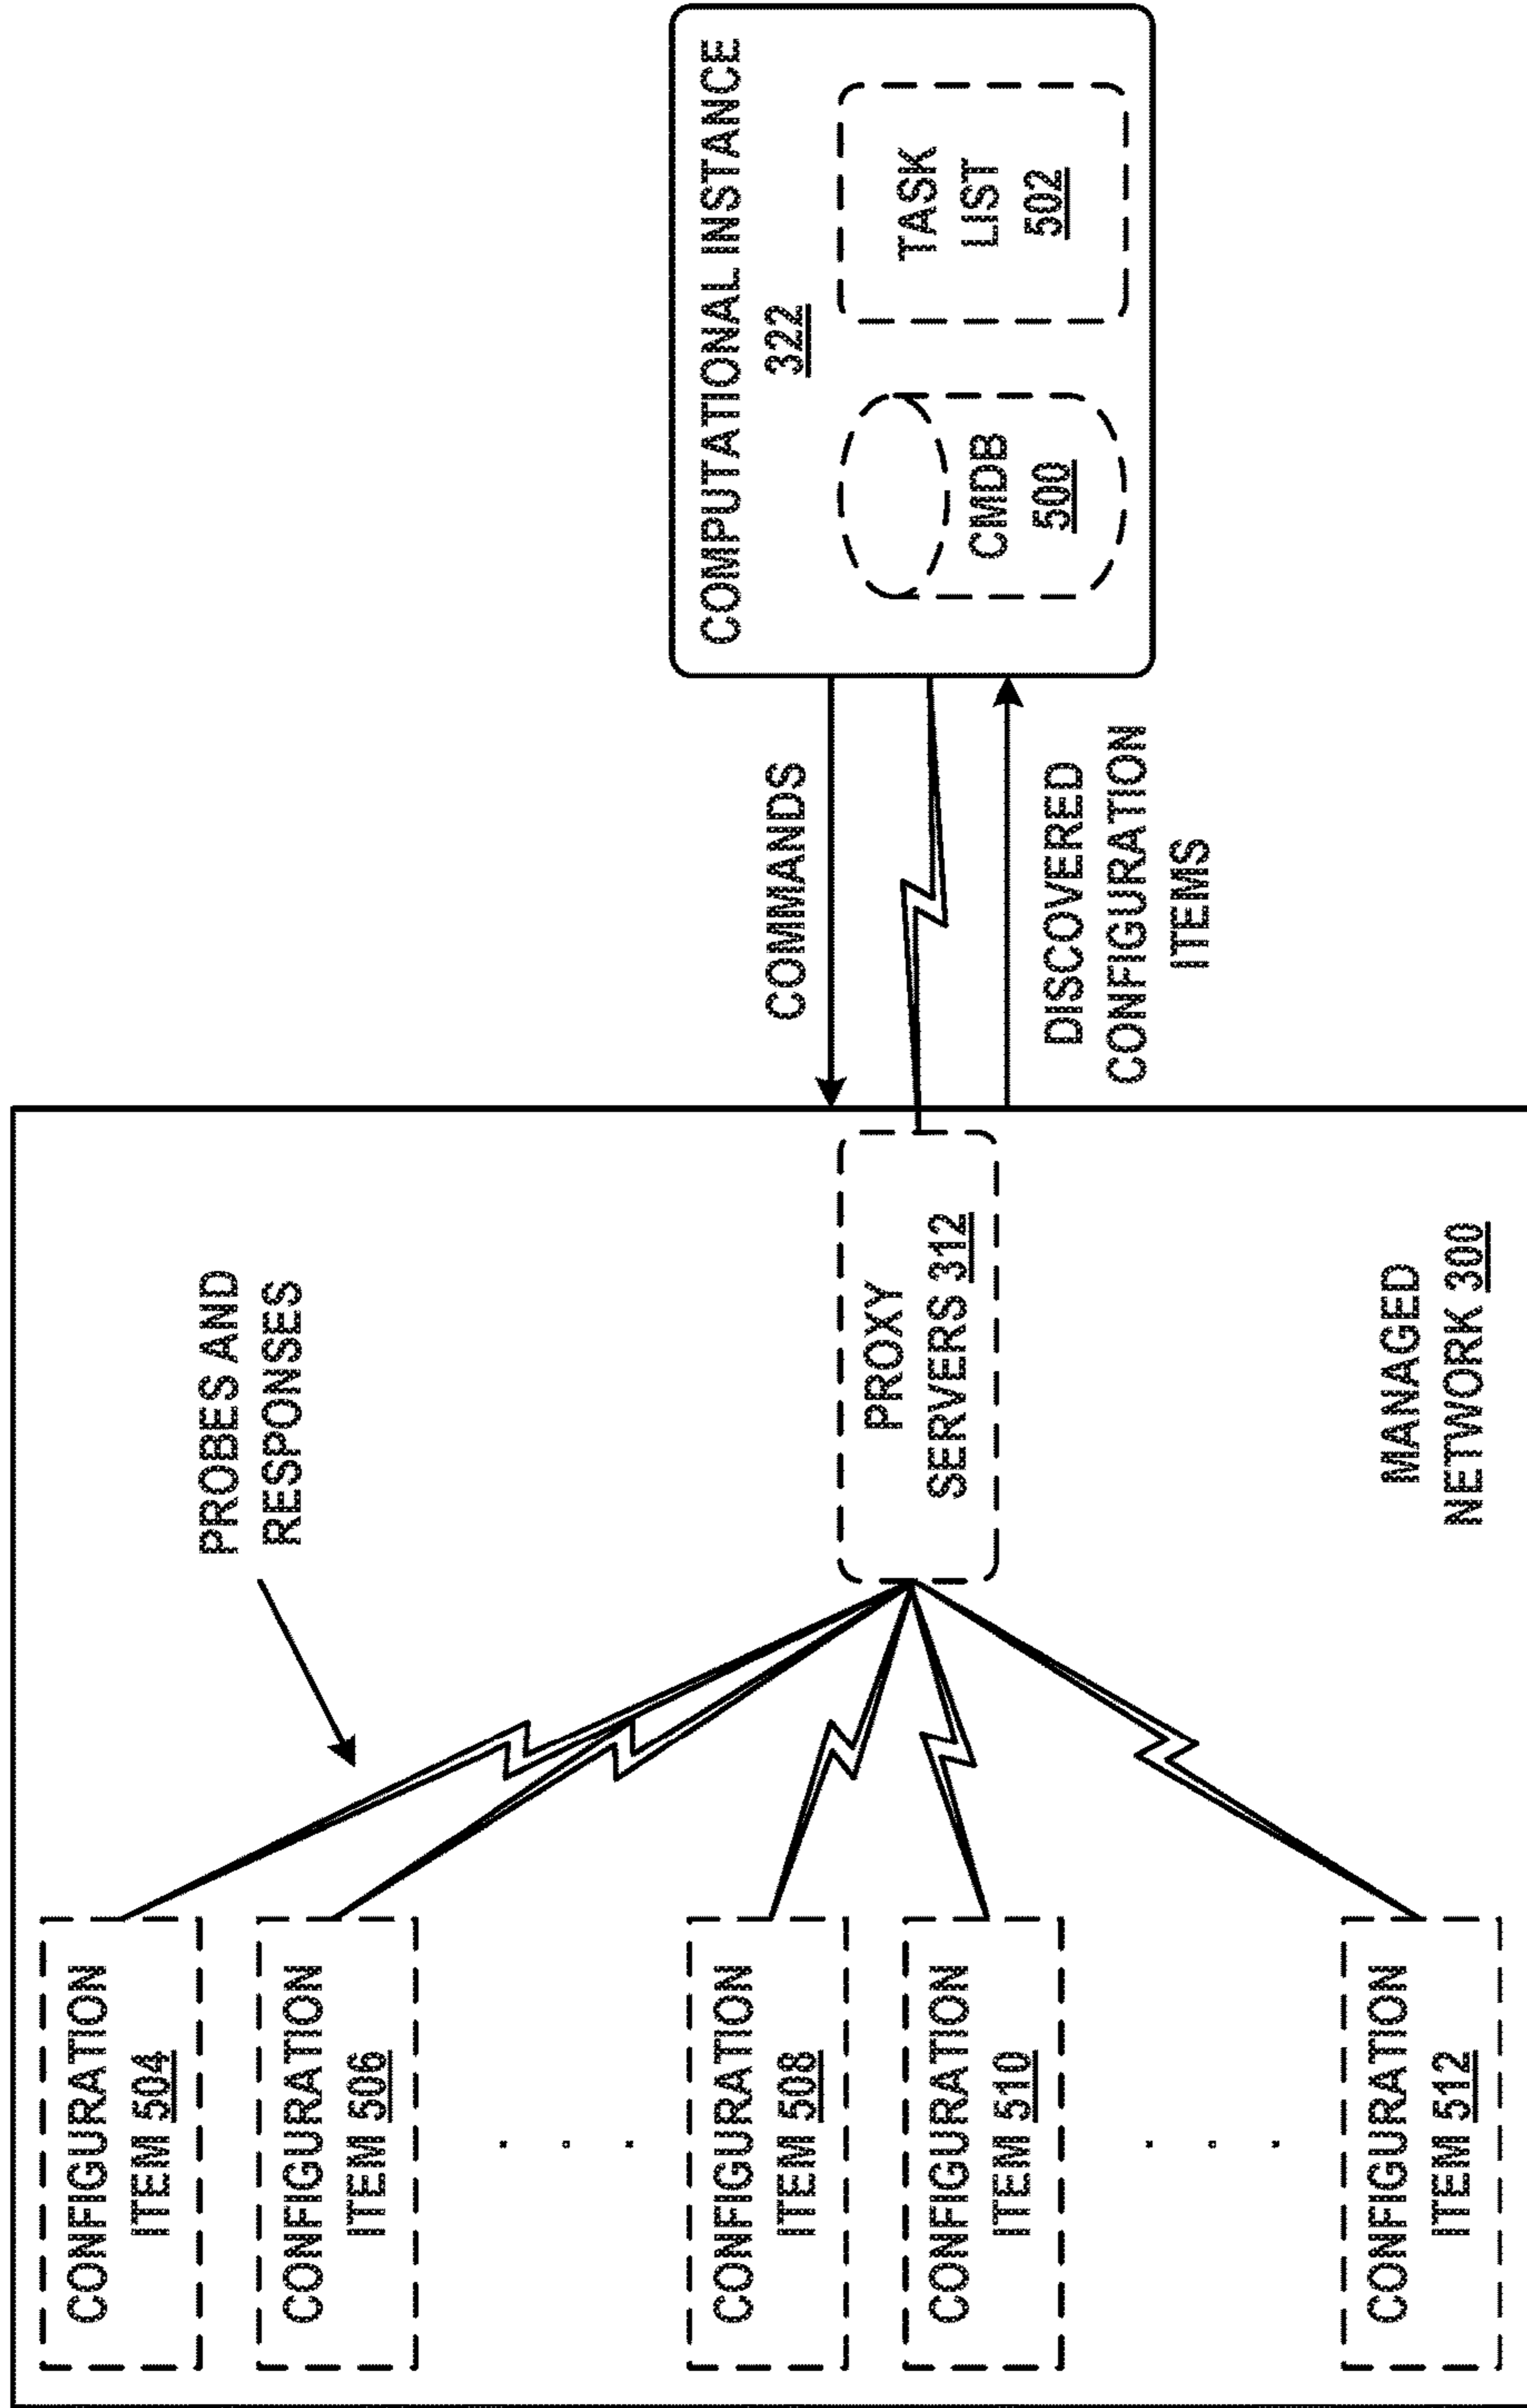 COMPUTATIONAL INSTANCE
322
CMDB
500
TASK
LIST
502
COMMANDS
DISCOVERED
CONFIGURATION
ITEMS
PROBES AND
RESPONSES
PROXY
SERVERS 312
MANAGED
NETWORK 300
CONFIGURATION
ITEM 504
CONFIGURATION
ITEM 506
CONFIGURATION
ITEM 508
CONFIGURATION
ITEM 510
CONFIGURATION
ITEM 512